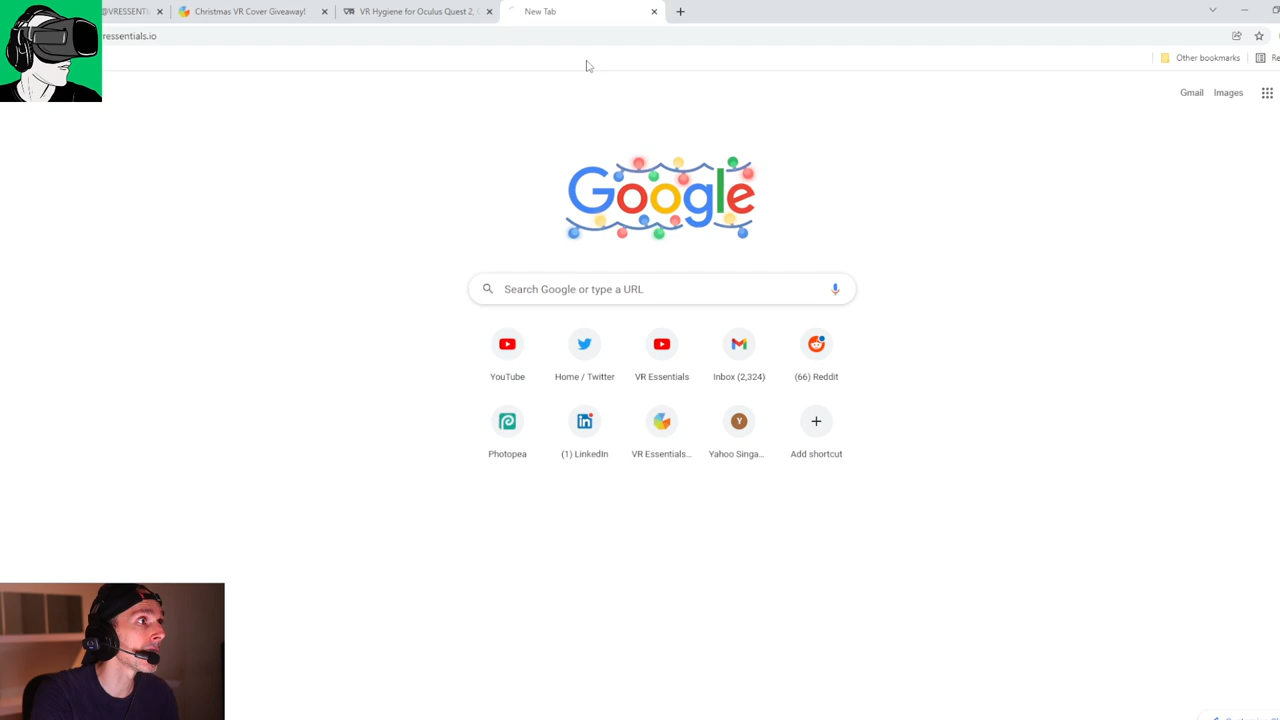 @VRESSENTI
Christmas VR Cover Giveaway!
VR Hygiene for Oculus Quest 2,
New Tab
ressentials.io
Other bookmarks
Re
Gmail
Images
Google
Search Google or type a URL
YouTube
Home / Twitter
VR Essentials
Inbox (2,324)
(66) Reddit
Photopea
(1) LinkedIn
VR Essentials...
Y
Yahoo Singa...
Add shortcut